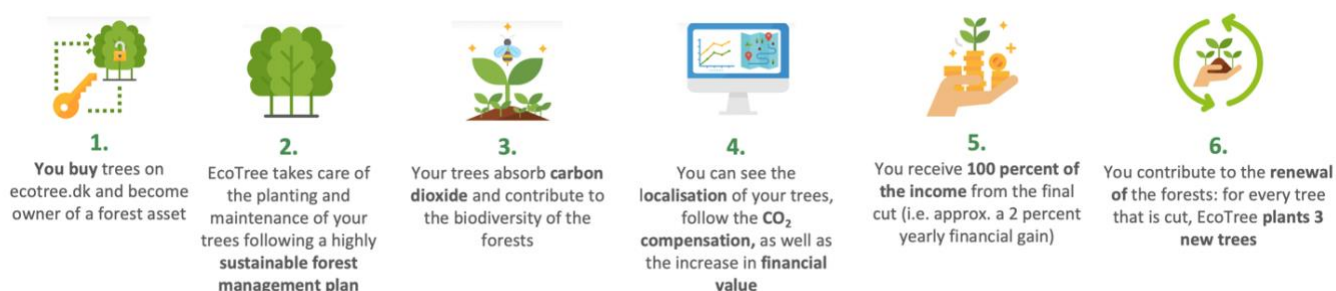 1.
You buy trees on
ecotree.dk and become
owner of a forest asset
2.
EcoTree takes care of
the planting and
maintenance of your
trees following a highly
sustainable forest
management plan
3.
Your trees absorb carbon
dioxide and contribute to
the biodiversity of the
forests
4.
You can see the
localisation of your trees,
follow the CO₂
compensation, as well as
the increase in financial
value
5.
You receive 100 percent of
the income from the final
cut (i.e. approx. a 2 percent
yearly financial gain)
6.
You contribute to the renewal
of the forests: for every tree
that is cut, EcoTree plants 3
new trees